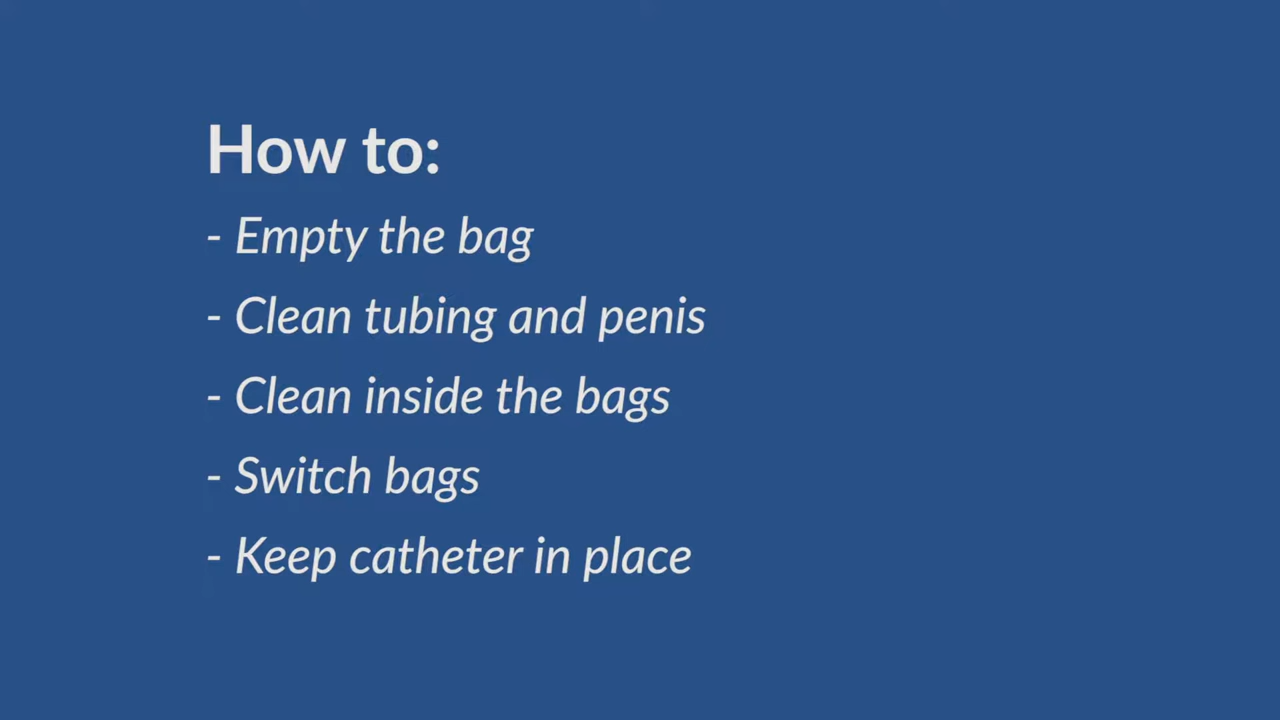 How to:
- Empty the bag
- Clean tubing and penis
- Clean inside the bags
- Switch bags
- Keep catheter in place